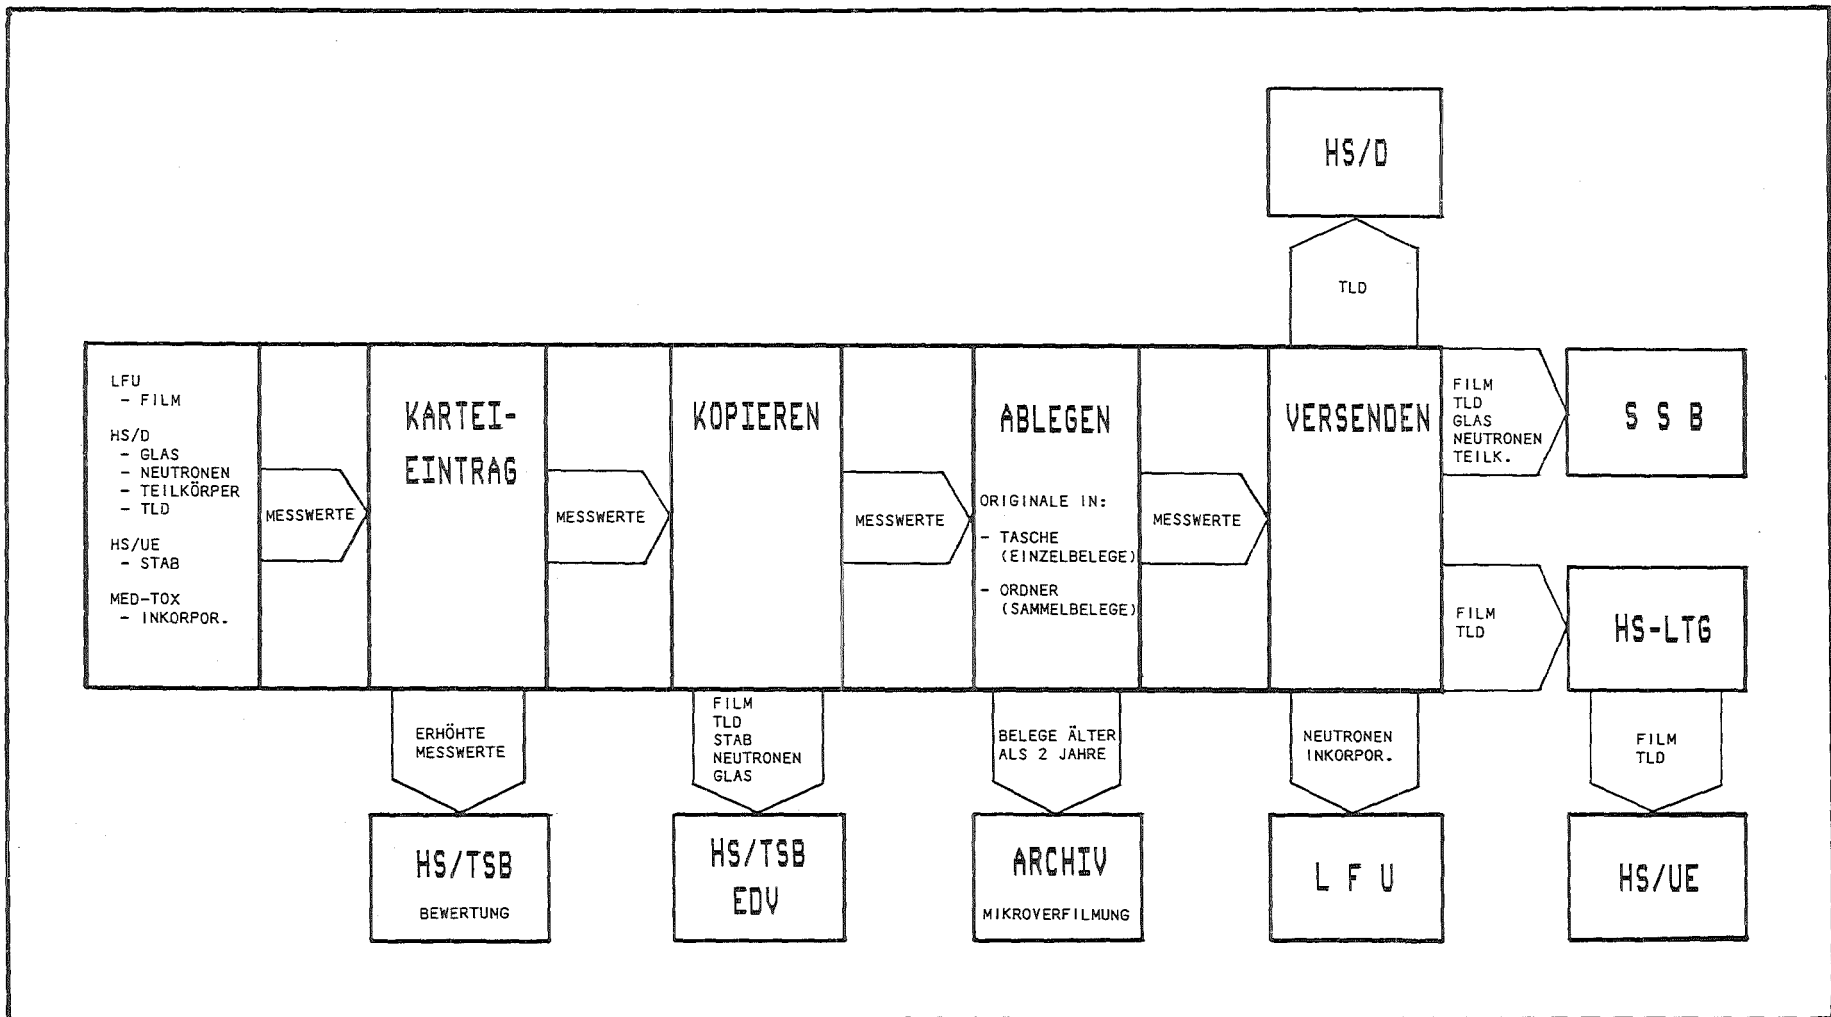 HS/D
TLD
LFU
- FILM
HS/D
- GLAS
- NEUTRONEN
- TEILKÖRPER
- TLD
HS/UE
- STAB
MED-TOX
- INKORPOR.
MESSWERTE
KARTEI-
EINTRAG
MESSWERTE
KOPIEREN
MESSWERTE
ABLEGEN
ORIGINALE IN:
- TASCHE
(EINZELBELEGE)
- ORDNER
(SAMMELBELEGE)
MESSWERTE
VERSENDEN
FILM
TLD
GLAS
NEUTRONEN
TEILK.
S S B
FILM
TLD
HS-LTG
ERHÖHTE
MESSWERTE
FILM
TLD
STAB
NEUTRONEN
GLAS
BELEGE ÄLTER
ALS 2 JAHRE
NEUTRONEN
INKORPOR.
FILM
TLD
HS/TSB
BEWERTUNG
HS/TSB
EDV
ARCHIV
MIKROVERFILMUNG
L F U
HS/UE